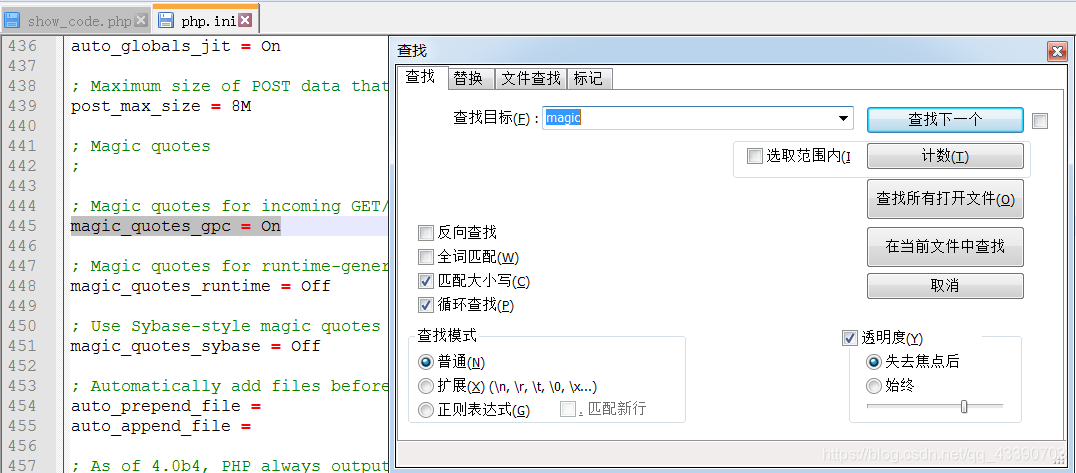 show_code.php
php.ini
436 auto_globals_jit = On
437
438 ; Maximum size of POST data that
439 post_max_size = 8M
440
441 ; Magic quotes
442 ;
443
444 ; Magic quotes for incoming GET/
445 magic_quotes_gpc = On
446
447 ; Magic quotes for runtime-gener
448 magic_quotes_runtime = Off
449
450 ; Use Sybase-style magic quotes
451 magic_quotes_sybase = Off
452
453 ; Automatically add files before
454 auto_prepend_file =
455 auto_append_file =
456
457 ; As of 4.0b4, PHP always output
查找
查找 替换 文件查找 标记
查找目标(F) : magic
查找下一个
选取范围内(I
计数(T)
查找所有打开文件(O)
在当前文件中查找
取消
反向查找
全词匹配(W)
匹配大小写(C)
循环查找(P)
查找模式
普通(N)
扩展(X) (\n, \r, \t, \0, \x...)
正则表达式(G)
. 匹配新行
透明度(Y)
失去焦点后
始终
https://blog.csdn.net/qq_43390703